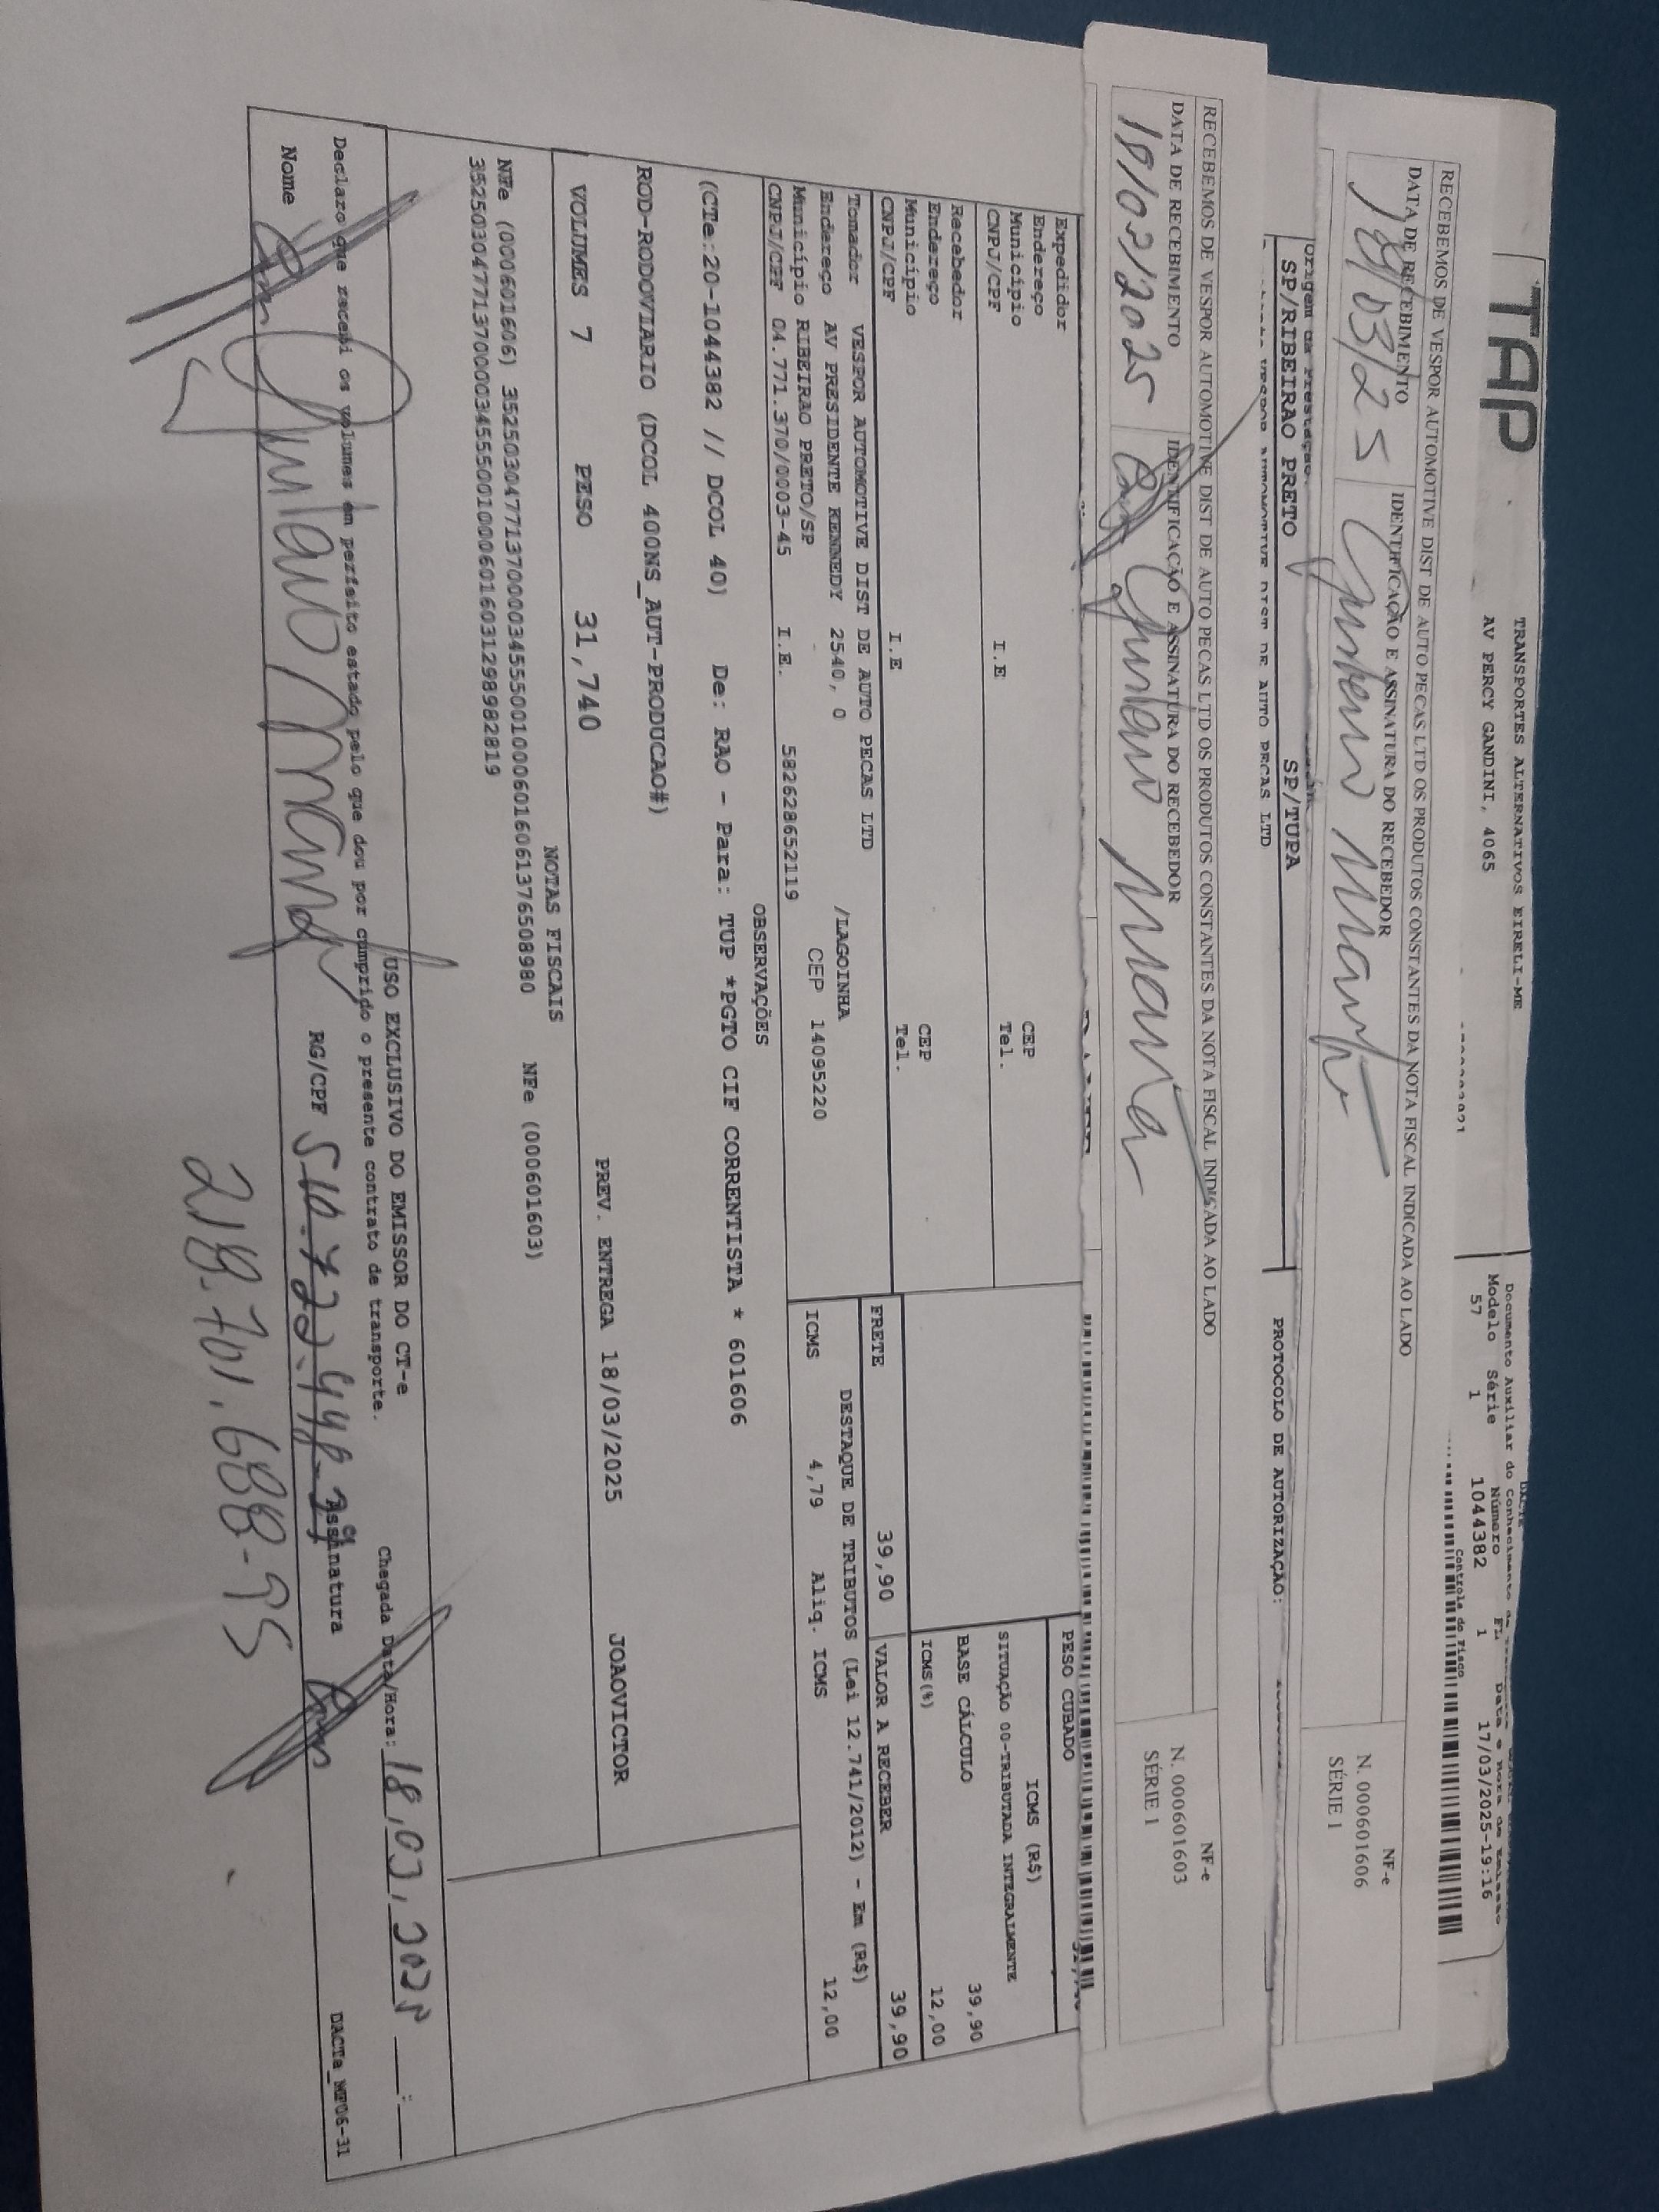 TAP
TRANSPORTES ALTERNATIVOS EIRELI-ME
AV PERCY GANDINI, 4065
Modelo Série Número FL Data e Hora de Emissão
57 1 1044382 1 17/03/2025-19:16
Controle do Fisco
RECEBEMOS DE VESPOR AUTOMOTIVE DIST DE AUTO PECAS LTD OS PRODUTOS CONSTANTES DA NOTA FISCAL INDICADA AO LADO
DATA DE RECEBIMENTO
IDENTIFICAÇÃO E ASSINATURA DO RECEBEDOR
18/03/25
NF-e
N. 000601606
SÉRIE 1
Origem da Prestação
SP/RIBEIRAO PRETO
SP/TUPA
PROTOCOLO DE AUTORIZAÇÃO:
VESPOR AUTOMOTIVE DIST DE AUTO PECAS LTD
RECEBEMOS DE VESPOR AUTOMOTIVE DIST DE AUTO PECAS LTD OS PRODUTOS CONSTANTES DA NOTA FISCAL INDICADA AO LADO
DATA DE RECEBIMENTO
IDENTIFICAÇÃO E ASSINATURA DO RECEBEDOR
18/03/2025
NF-e
N. 000601603
SÉRIE 1
Expedidor
Endereço CEP
Município I.E Tel.
CNPJ/CPF
Recebedor
Endereço CEP
Município I.E Tel.
CNPJ/CPF
PESO CUBADO
ICMS (R$)
SITUAÇÃO 00-TRIBUTADA INTEGRALMENTE
BASE CÁLCULO 39,90
ICMS(%) 12,00
Tomador VESPOR AUTOMOTIVE DIST DE AUTO PECAS LTD
Endereço AV PRESIDENTE KENNEDY 2540, 0 /LAGOINHA
Município RIBEIRAO PRETO/SP CEP 14095220
CNPJ/CPF 04.771.370/0003-45 I.E. 582628652119
FRETE 39,90 VALOR A RECEBER 39,90
DESTAQUE DE TRIBUTOS (Lei 12.741/2012) - Em (R$)
ICMS 4,79 Aliq. ICMS 12,00
OBSERVAÇÕES
(CTe:20-1044382 // DCOL 40) De: RAO - Para: TUP *PGTO CIF CORRENTISTA * 601606
ROD-RODOVIARIO (DCOL 400NS_AUT-PRODUCAO#)
VOLUMES 7 PESO 31,740 PREV. ENTREGA 18/03/2025 JOAOVICTOR
NOTAS FISCAIS
NFe (000601606) 35250304771370000345550010006016061376508980 NFe (000601603)
35250304771370000345550010006016031298982819
USO EXCLUSIVO DO EMISSOR DO CT-e
Declaro que recebi os volumes em perfeito estado pelo que dou por cumprido o presente contrato de transporte.
Chegada Data/Hora: 18/03/2025 __:__
Nome
RG/CPF
Assinatura
218.701.688-95
DACTe_MF06-31